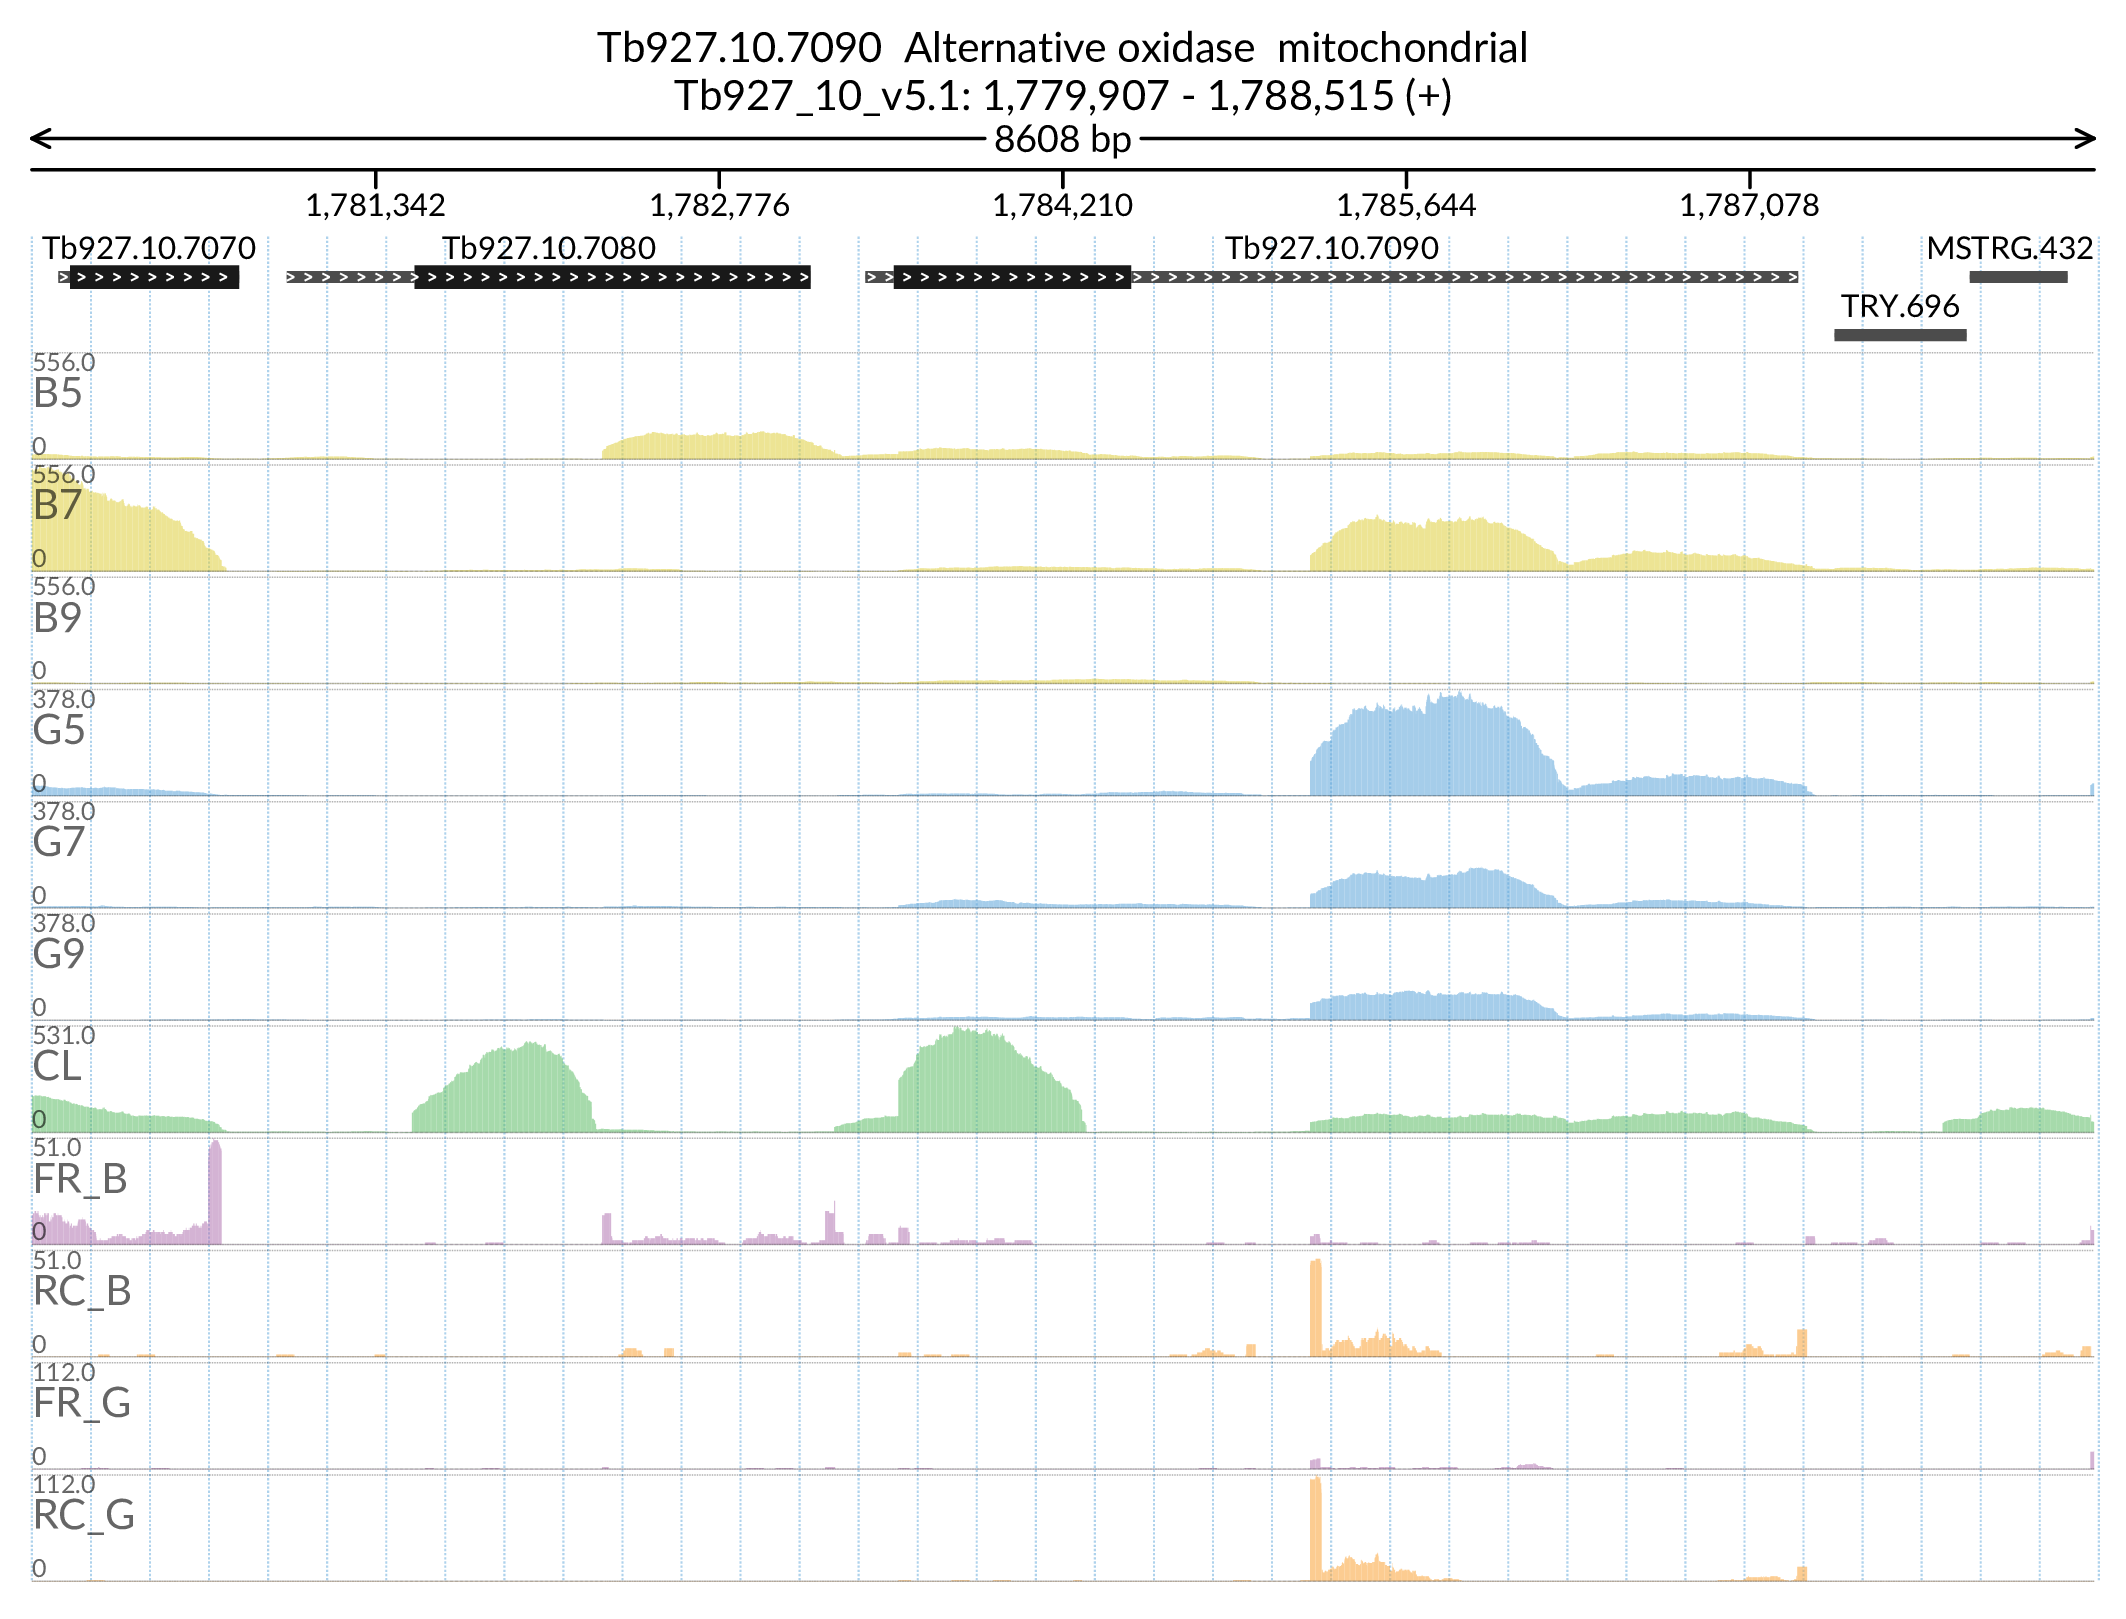 Tb927.10.7090  Alternative oxidase  mitochondrial
Tb927_10_v5.1: 1,779,907 - 1,788,515 (+)
8608 bp
1,781,342 1,782,776 1,784,210 1,785,644 1,787,078
Tb927.10.7070 Tb927.10.7080 Tb927.10.7090 MSTRG.432
TRY.696
556.0
B5
0
556.0
B7
0
556.0
B9
0
378.0
G5
0
378.0
G7
0
378.0
G9
0
531.0
CL
0
51.0
FR_B
0
51.0
RC_B
0
112.0
FR_G
0
112.0
RC_G
0